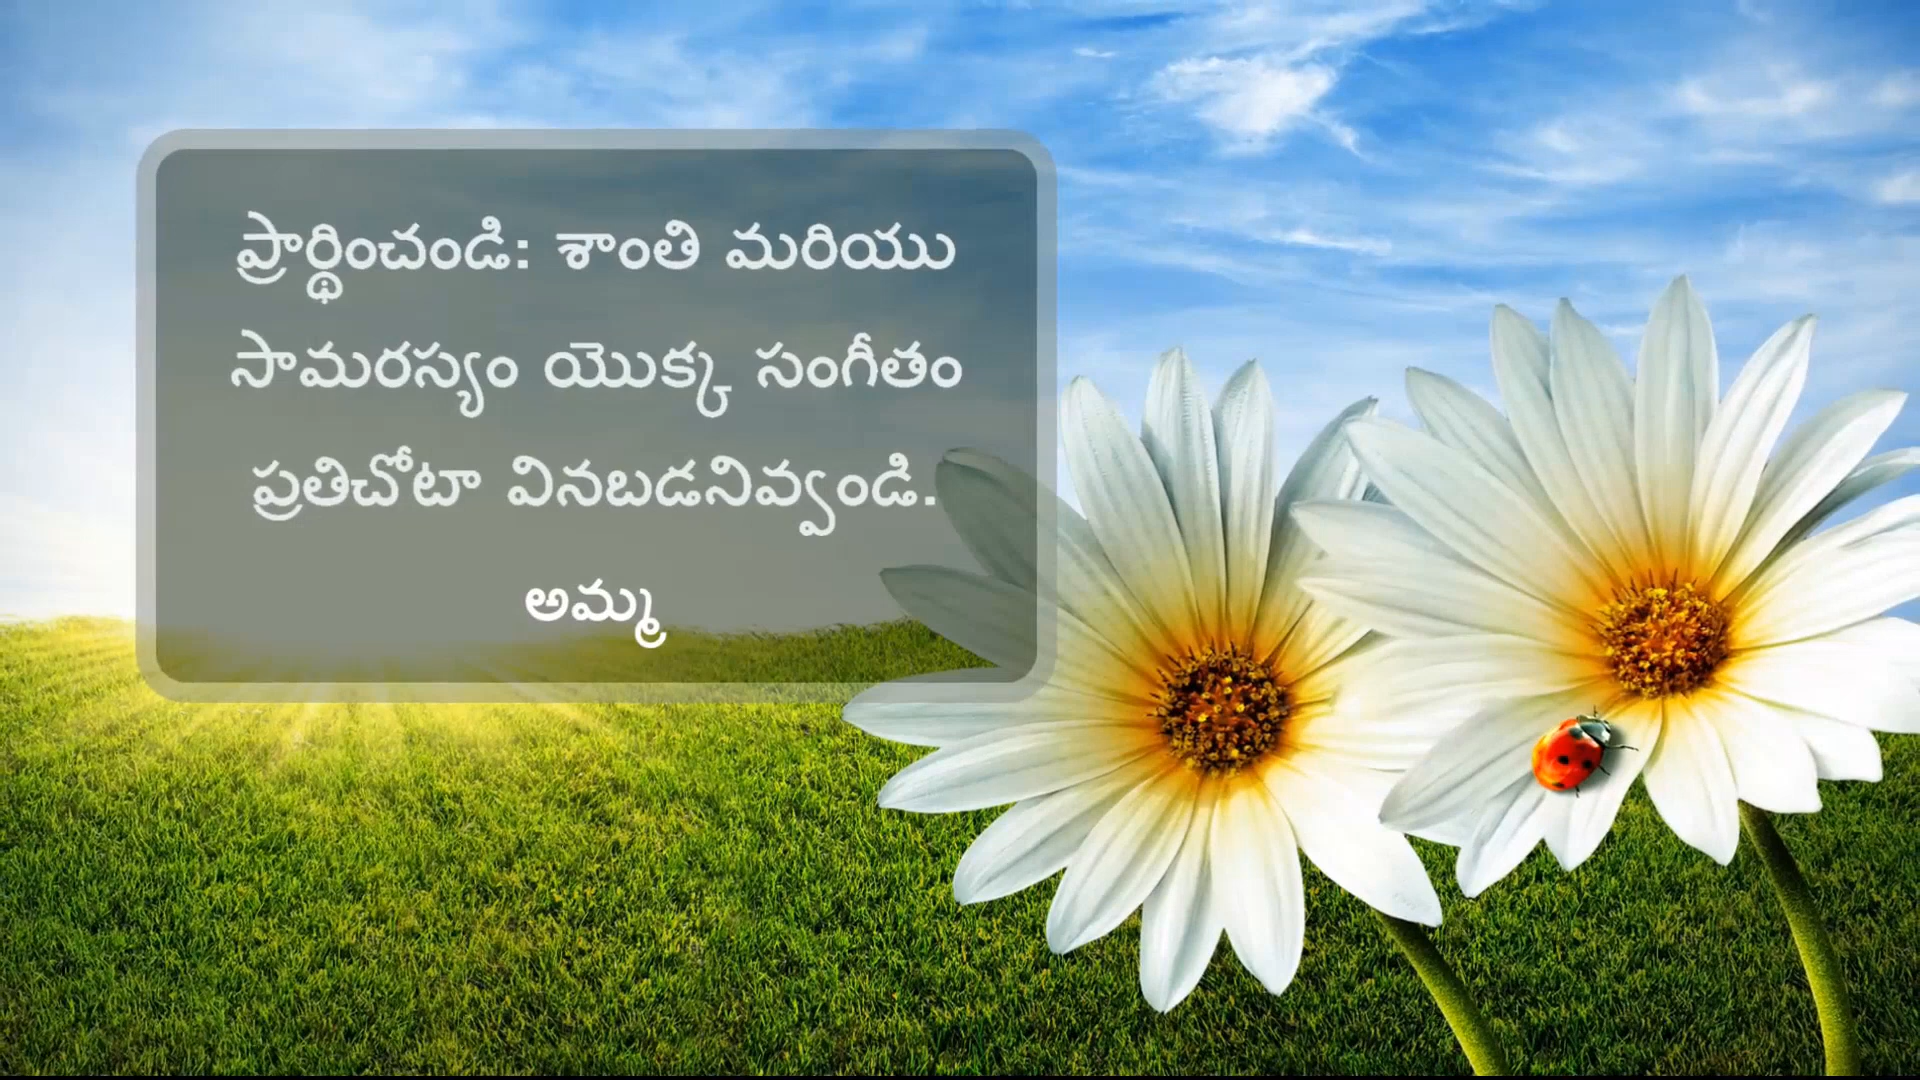 ప్రార్థించండి: శాంతి మరియు
సామరస్యం యొక్క సంగీతం
ప్రతిచోటా వినబడనివ్వండి.
అమ్మ